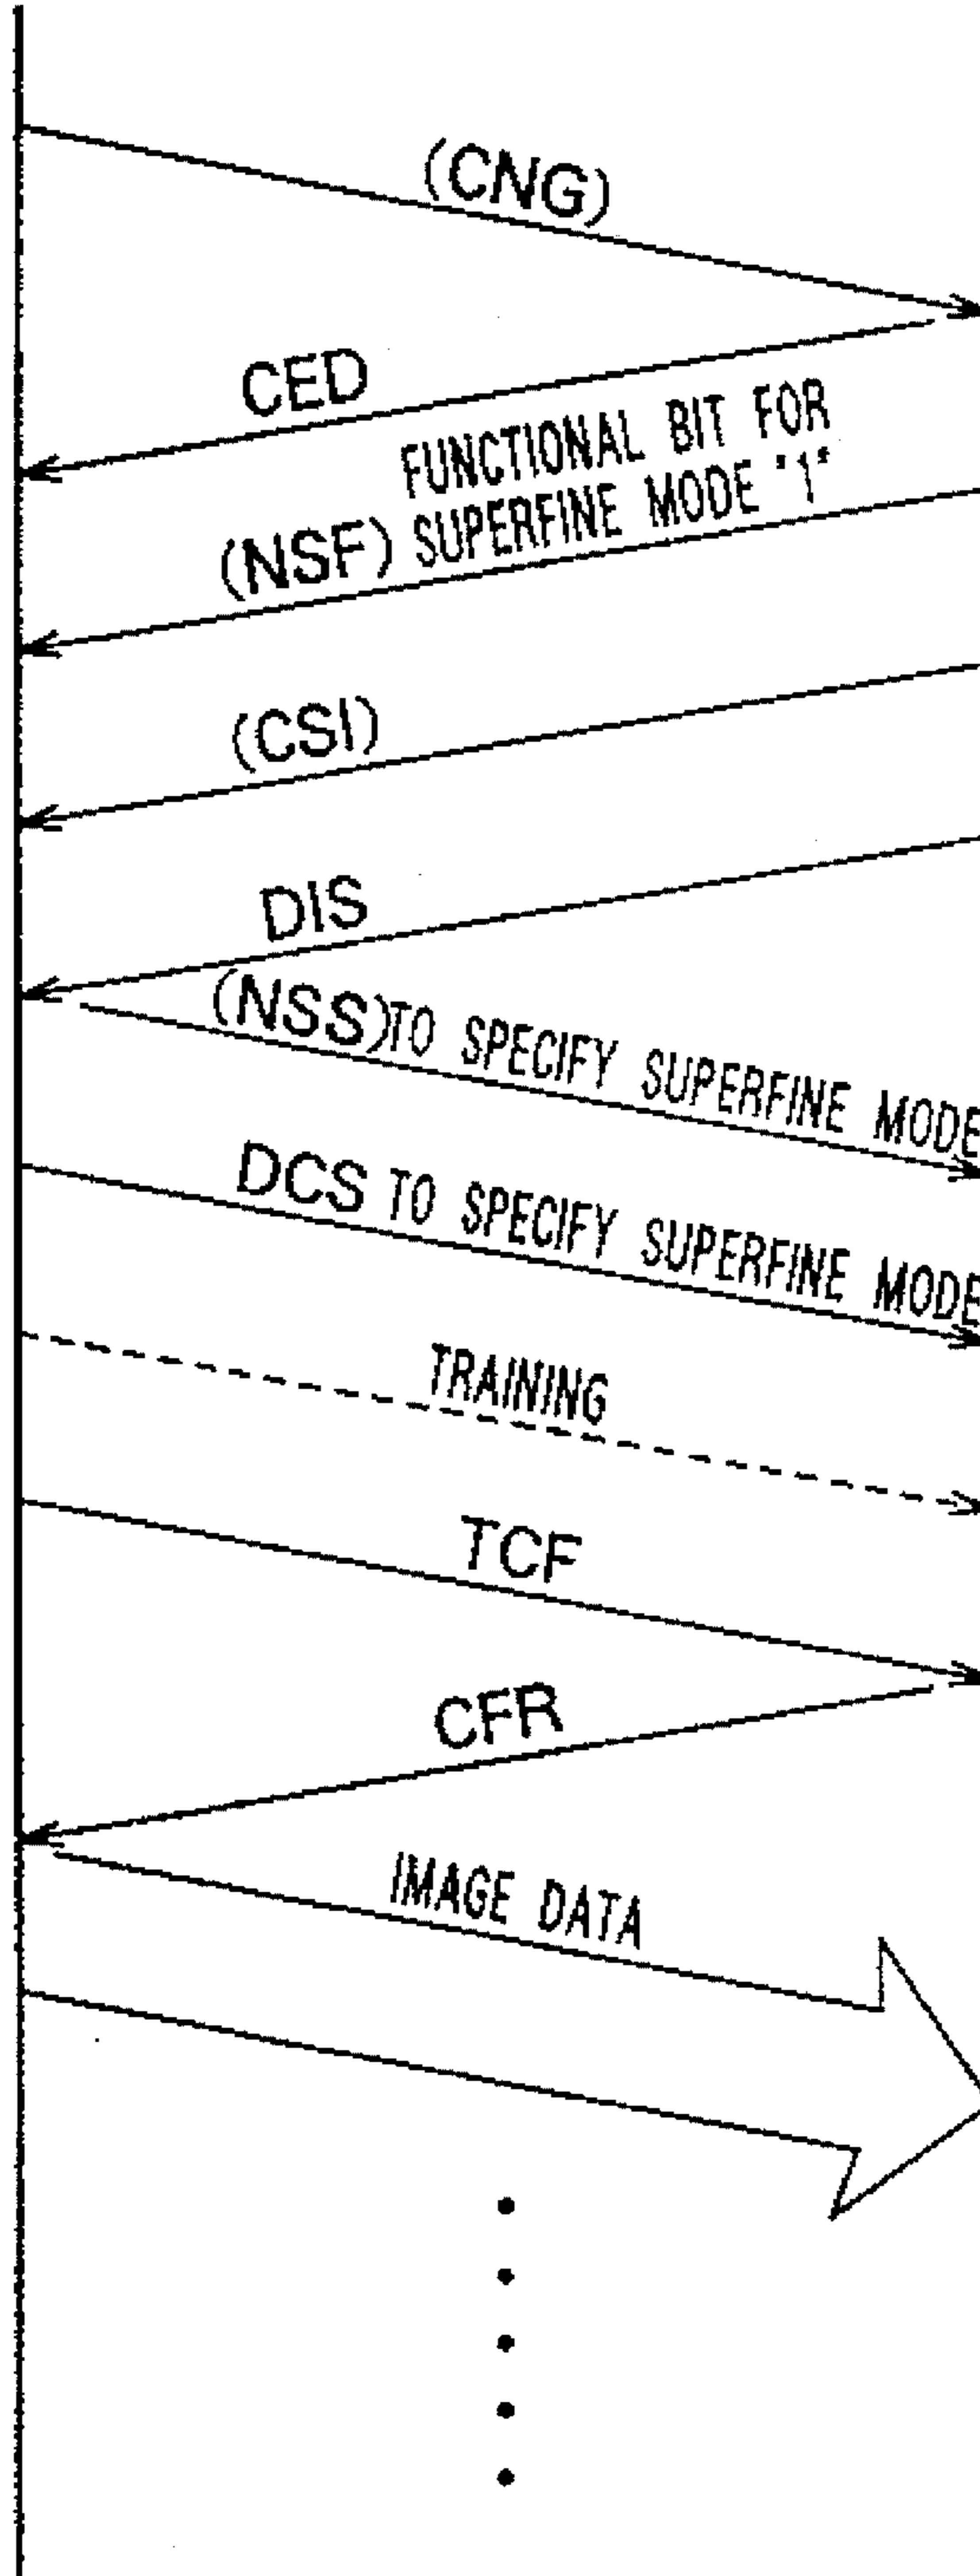 (CNG)
CED
FUNCTIONAL BIT FOR
(NSF) SUPERFINE MODE "1"
(CSI)
DIS
(NSS) TO SPECIFY SUPERFINE MODE
DCS TO SPECIFY SUPERFINE MODE
TRAINING
TCF
CFR
IMAGE DATA